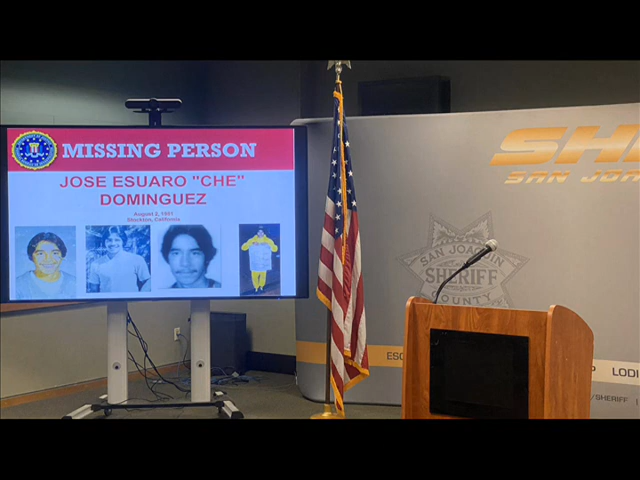 MISSING PERSON
JOSE ESUARO "CHE"
DOMINGUEZ
August 2, 1981
Stockton, California
SHE
SAN JOA
SAN JOAQUIN
SHERIFF
COUNTY
ESC
P LODI
/SHERIFF |